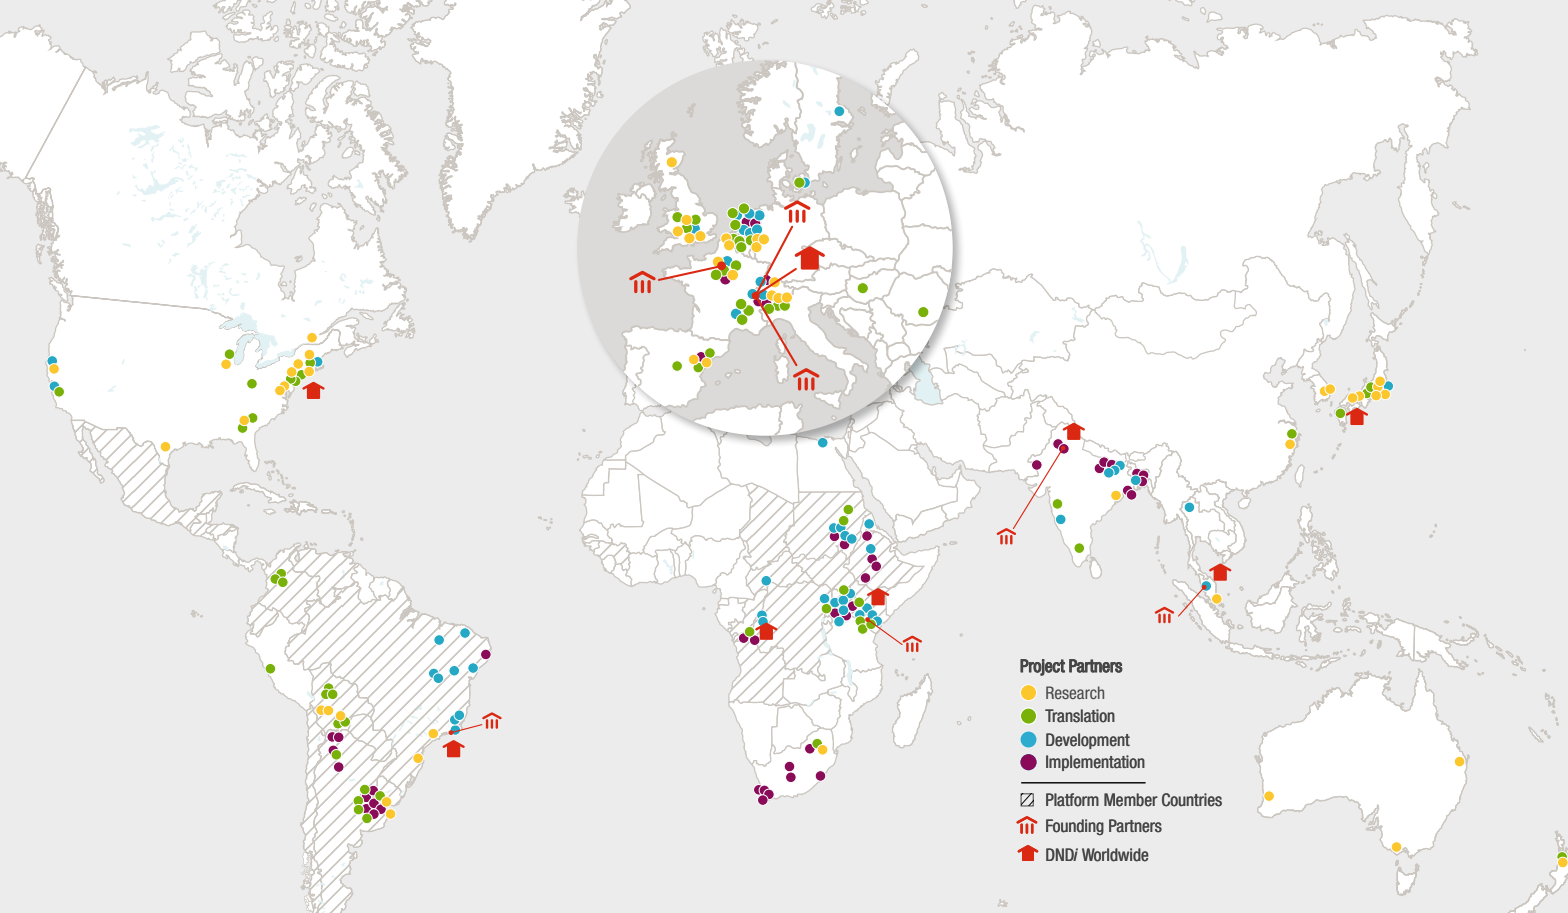 Project Partners
Research
Translation
Development
Implementation
Platform Member Countries
Founding Partners
DNDi Worldwide